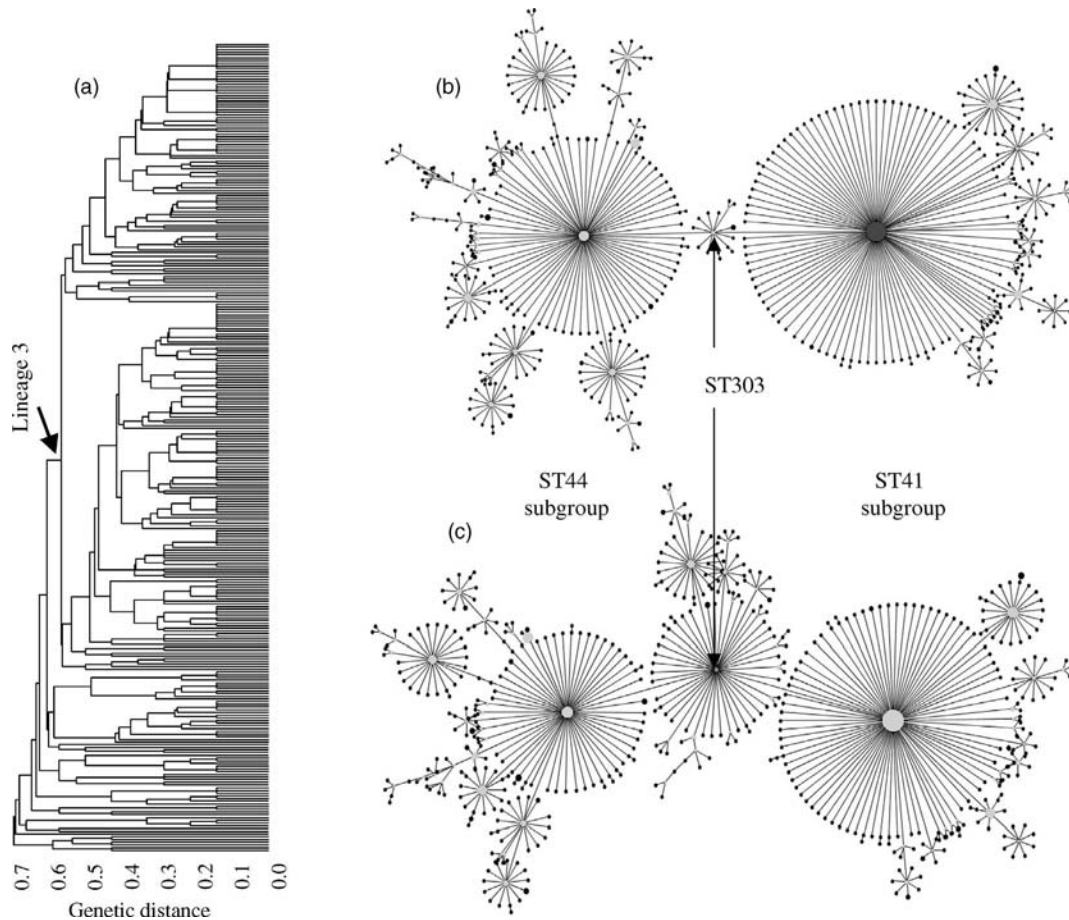 (a)
Lineage 3
0.7
0.6
0.5
0.4
0.3
0.2
0.1
0.0
Genetic distance
(b)
ST303
ST44
subgroup
ST41
subgroup
(c)